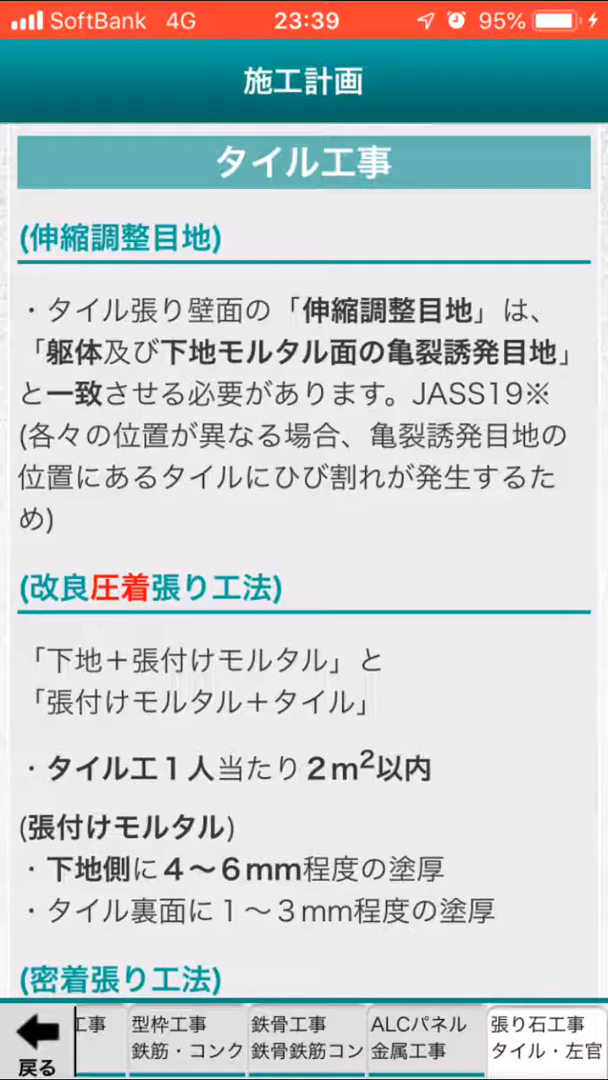 SoftBank 4G 23:39 95%
施工計画
タイル工事
(伸縮調整目地)
・タイル張り壁面の「伸縮調整目地」は、
「躯体及び下地モルタル面の亀裂誘発目地」
と一致させる必要があります。JASS19※
(各々の位置が異なる場合、亀裂誘発目地の
位置にあるタイルにひび割れが発生するた
め)
(改良圧着張り工法)
「下地＋張付けモルタル」と
「張付けモルタル＋タイル」
・タイル工１人当たり２m²以内
(張付けモルタル)
・下地側に４〜６mm程度の塗厚
・タイル裏面に１〜３mm程度の塗厚
(密着張り工法)
戻る
工事
型枠工事
鉄筋・コンク
鉄骨工事
鉄骨鉄筋コン
ALCパネル
金属工事
張り石工事
タイル・左官